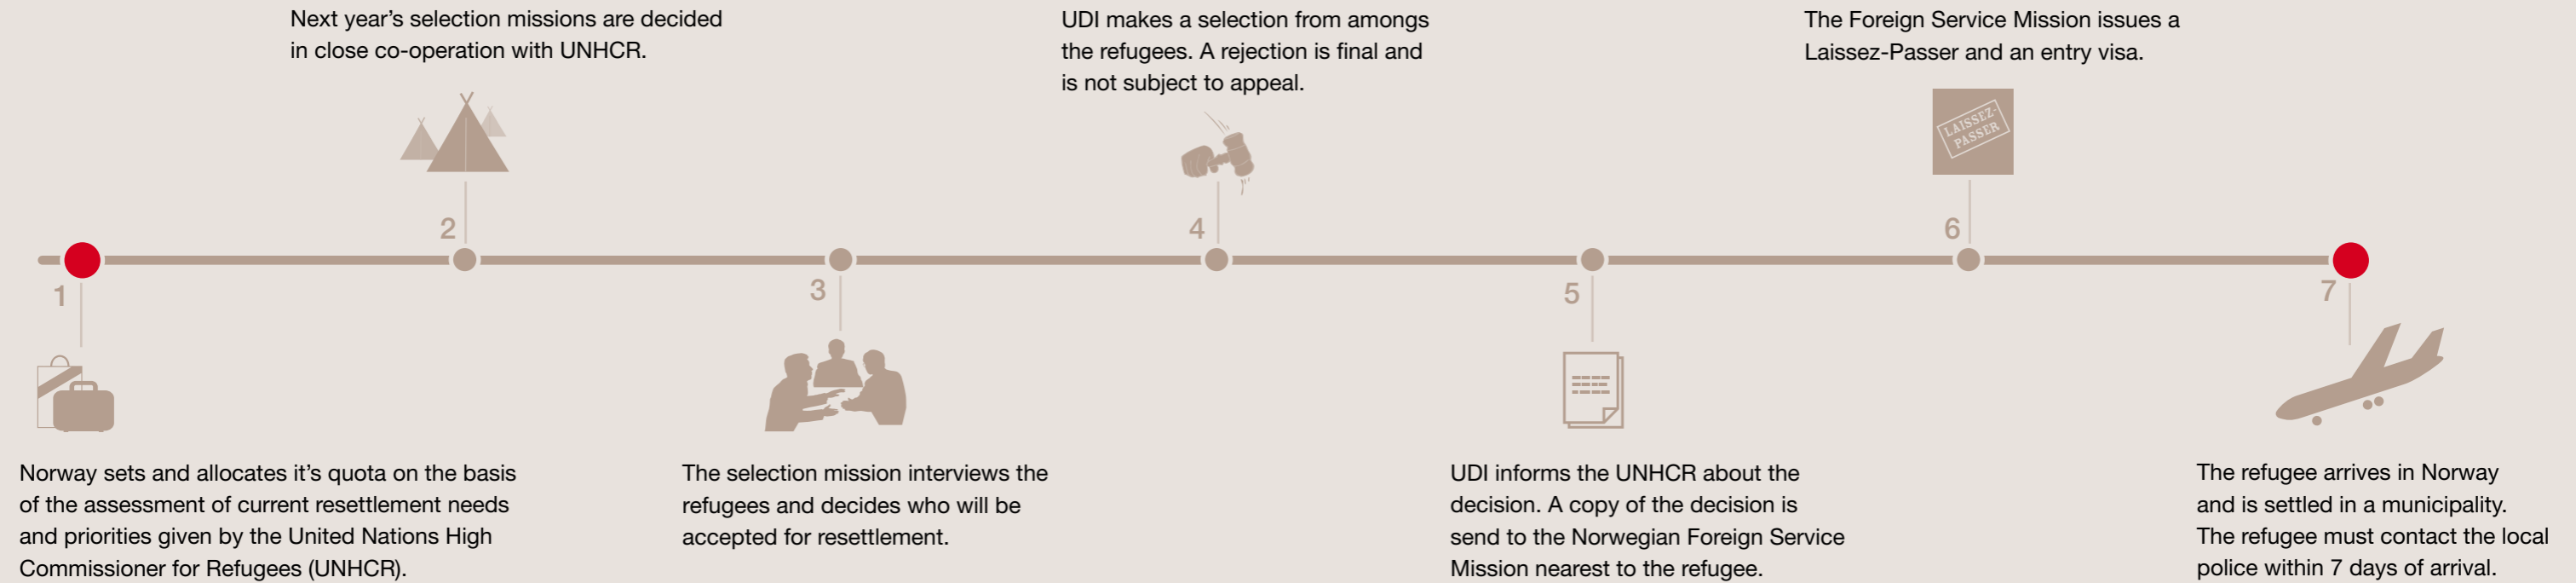 Next year’s selection missions are decided
in close co-operation with UNHCR.
UDI makes a selection from amongs
the refugees. A rejection is final and
is not subject to appeal.
The Foreign Service Mission issues a
Laissez-Passer and an entry visa.
LAISSEZ-
PASSER
2
4
6
1
3
5
7
Norway sets and allocates it’s quota on the basis
of the assessment of current resettlement needs
and priorities given by the United Nations High
Commissioner for Refugees (UNHCR).
The selection mission interviews the
refugees and decides who will be
accepted for resettlement.
UDI informs the UNHCR about the
decision. A copy of the decision is
send to the Norwegian Foreign Service
Mission nearest to the refugee.
The refugee arrives in Norway
and is settled in a municipality.
The refugee must contact the local
police within 7 days of arrival.